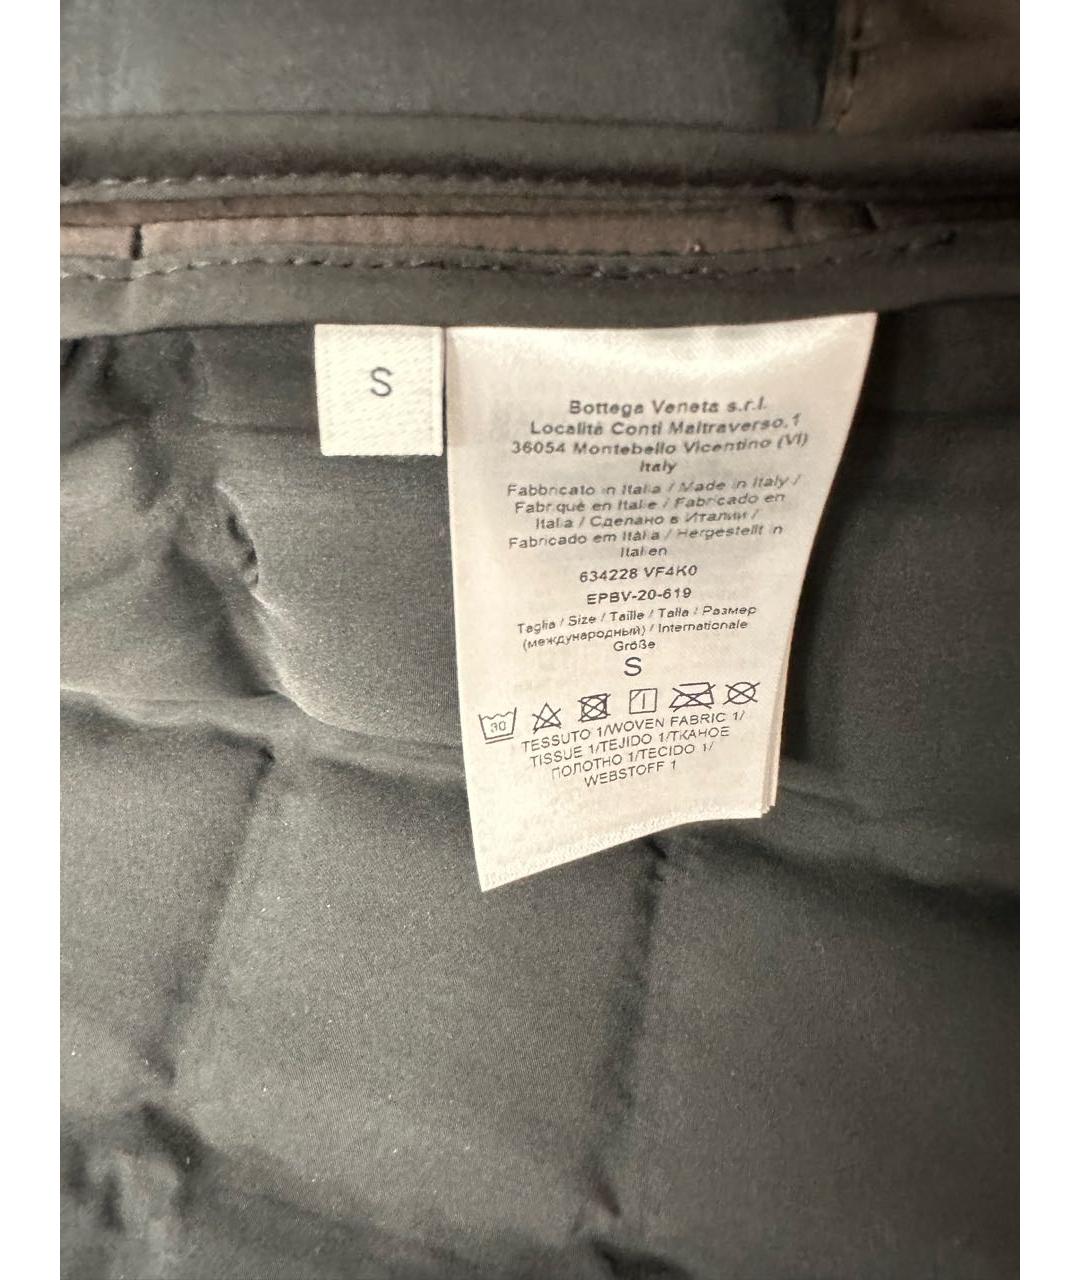 S
Bottega Veneta s.r.l.
Località Conti Maltraverso,1
36054 Montebello Vicentino (VI)
Italy
Fabbricato in Italia / Made in Italy /
Fabriqué en Italie / Fabricado en
Italia / Сделано в Италии /
Fabricado em Itália / Hergestellt in
Italien
634228 VF4K0
EPBV-20-619
Taglia / Size / Taille / Talla / Размер
(международный) / Internationale
Größe
S
30
TESSUTO 1/WOVEN FABRIC 1/
TISSUE 1/TEJIDO 1/ТКАНОЕ
ПОЛОТНО 1/TECIDO 1/
WEBSTOFF 1